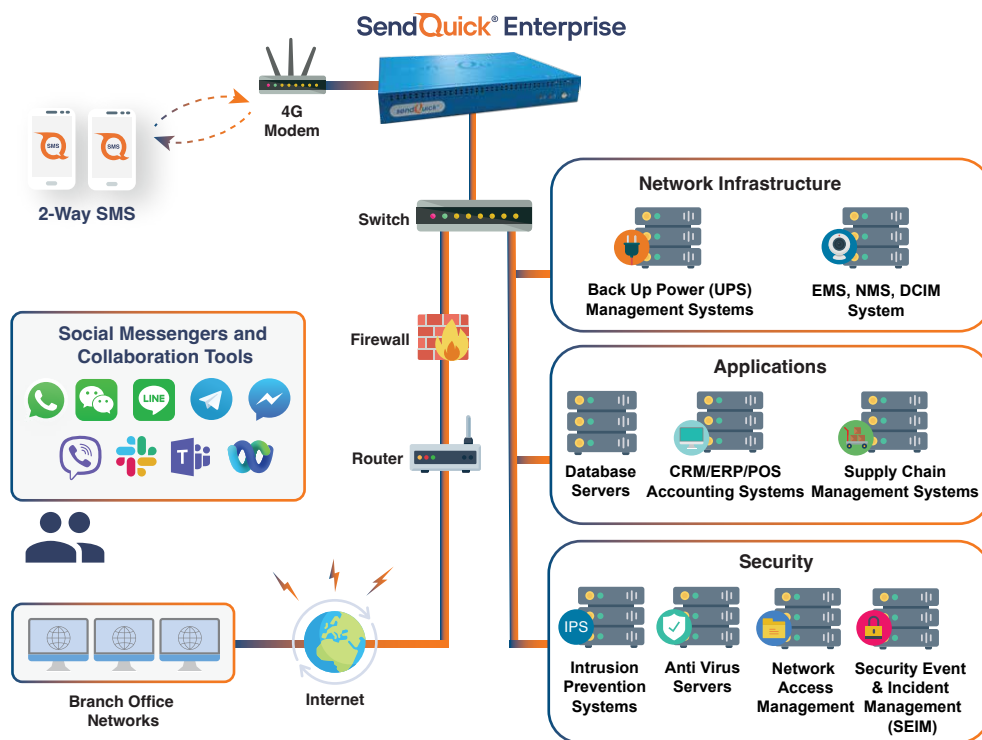 SendQuick® Enterprise
4G
Modem
sendQuick®
SMS
SMS
2-Way SMS
Switch
Network Infrastructure
Back Up Power (UPS)
Management Systems
EMS, NMS, DCIM
System
Social Messengers and
Collaboration Tools
LINE
T
Firewall
Applications
Database
Servers
CRM/ERP/POS
Accounting Systems
Supply Chain
Management Systems
Router
Security
IPS
Intrusion
Prevention
Systems
Anti Virus
Servers
Network
Access
Management
Security Event
& Incident
Management
(SEIM)
Branch Office
Networks
Internet